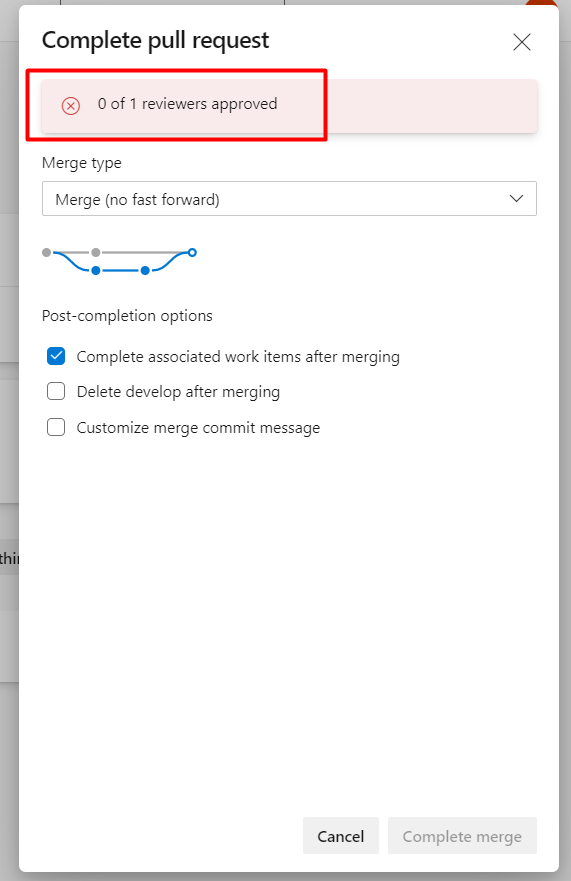 Complete pull request
0 of 1 reviewers approved
Merge type
Merge (no fast forward)
Post-completion options
Complete associated work items after merging
Delete develop after merging
Customize merge commit message
thin
Cancel
Complete merge